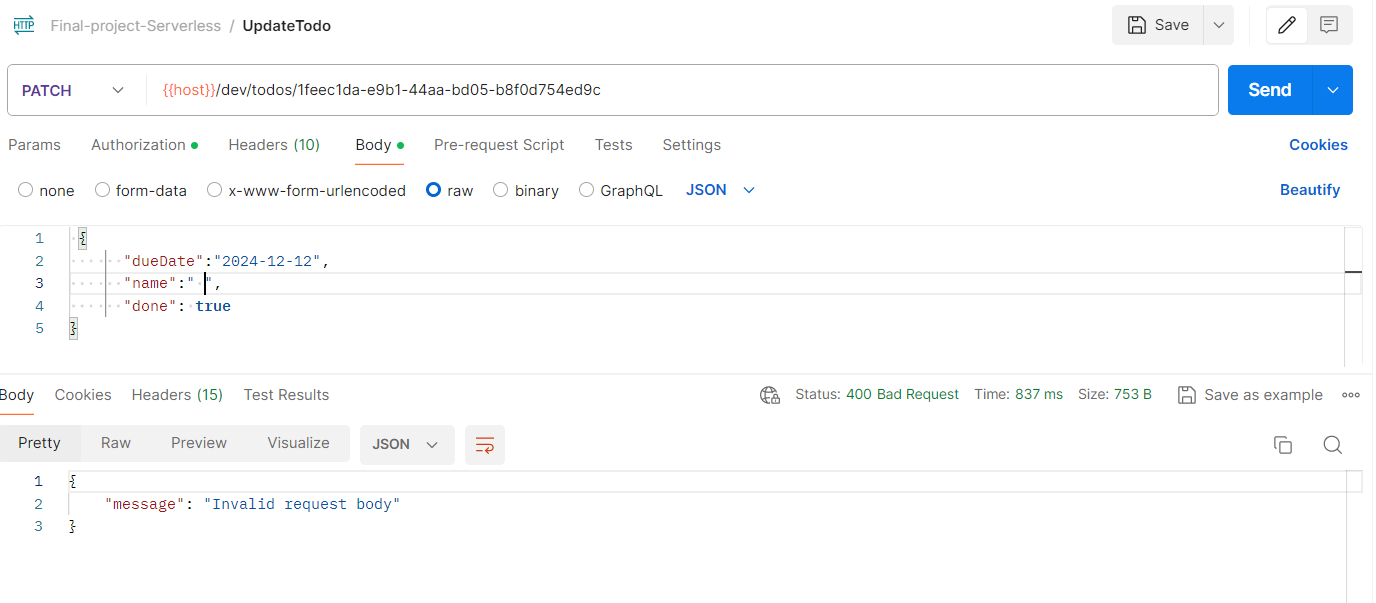 HTTP Final-project-Serverless / UpdateTodo Save
PATCH {{host}}/dev/todos/1feec1da-e9b1-44aa-bd05-b8f0d754ed9c Send
Params Authorization Headers (10) Body Pre-request Script Tests Settings Cookies
none form-data x-www-form-urlencoded raw binary GraphQL JSON Beautify
1 {
2 "dueDate":"2024-12-12",
3 "name":" ",
4 "done": true
5 }
Body Cookies Headers (15) Test Results Status: 400 Bad Request Time: 837 ms Size: 753 B Save as example
Pretty Raw Preview Visualize JSON
1 {
2 "message": "Invalid request body"
3 }